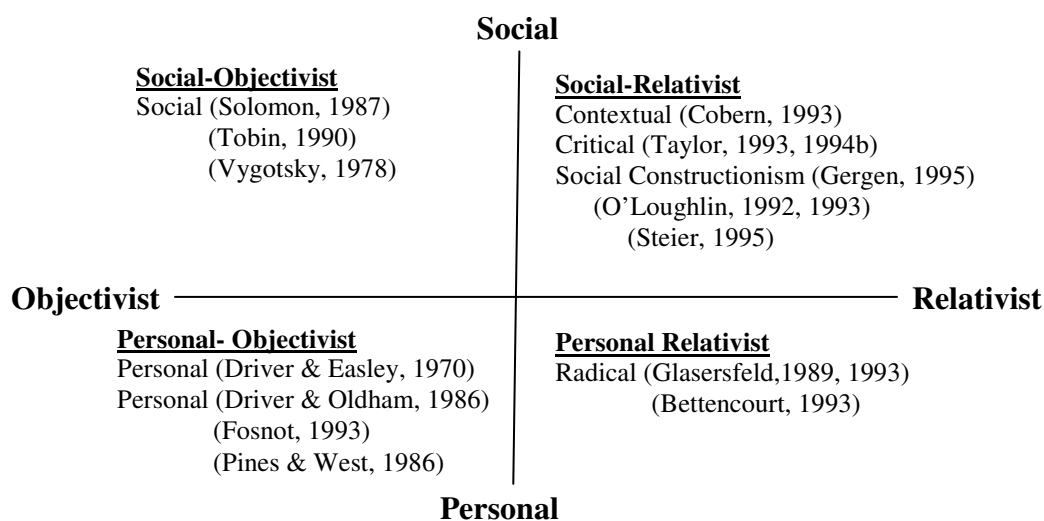 Social
Social-Objectivist
Social (Solomon, 1987)
(Tobin, 1990)
(Vygotsky, 1978)
Social-Relativist
Contextual (Cobern, 1993)
Critical (Taylor, 1993, 1994b)
Social Constructionism (Gergen, 1995)
(O’Loughlin, 1992, 1993)
(Steier, 1995)
Objectivist
Relativist
Personal- Objectivist
Personal (Driver & Easley, 1970)
Personal (Driver & Oldham, 1986)
(Fosnot, 1993)
(Pines & West, 1986)
Personal Relativist
Radical (Glasersfeld,1989, 1993)
(Bettencourt, 1993)
Personal